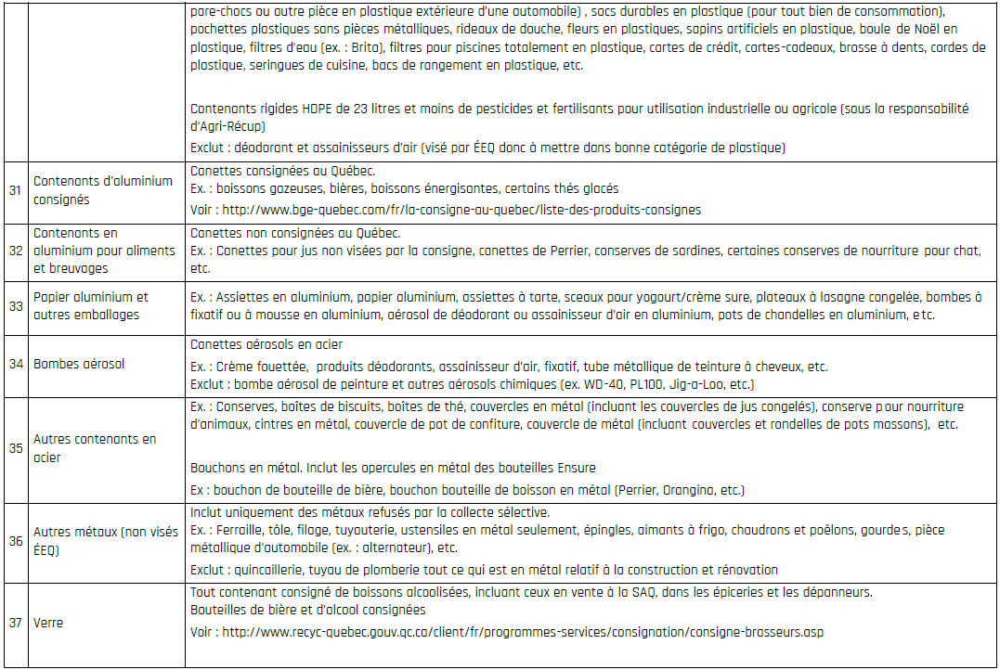 pare-chocs ou autre pièce en plastique extérieure d'une automobile) , sacs durables en plastique (pour tout bien de consommation),
pochettes plastiques sans pièces métalliques, rideaux de douche, fleurs en plastiques, sapins artificiels en plastique, boule de Noël en
plastique, filtres d'eau (ex. : Brita), filtres pour piscines totalement en plastique, cartes de crédit, cartes-cadeaux, brosse à dents, cordes de
plastique, seringues de cuisine, bacs de rangement en plastique, etc.
Contenants rigides HDPE de 23 litres et moins de pesticides et fertilisants pour utilisation industrielle ou agricole (sous la responsabilité
d'Agri-Récup)
Exclut : déodorant et assainisseurs d'air (visé par ÉEQ donc à mettre dans bonne catégorie de plastique)
31
Contenants d'aluminium
consignés
Canettes consignées au Québec.
Ex. : boissons gazeuses, bières, boissons énergisantes, certains thés glacés
Voir : http://www.bge-quebec.com/fr/la-consigne-au-quebec/liste-des-produits-consignes
32
Contenants en
aluminium pour aliments
et breuvages
Canettes non consignées au Québec.
Ex. : Canettes pour jus non visées par la consigne, canettes de Perrier, conserves de sardines, certaines conserves de nourriture pour chat,
etc.
33
Papier aluminium et
autres emballages
Ex. : Assiettes en aluminium, papier aluminium, assiettes à tarte, sceaux pour yogourt/crème sure, plateaux à lasagne congelée, bombes à
fixatif ou à mousse en aluminium, aérosol de déodorant ou assainisseur d'air en aluminium, pots de chandelles en aluminium, etc.
34
Bombes aérosol
Canettes aérosols en acier
Ex. : Crème fouettée, produits déodorants, assainisseur d'air, fixatif, tube métallique de teinture à cheveux, etc.
Exclut : bombe aérosol de peinture et autres aérosols chimiques (ex. WD-40, PL100, Jig-a-Loo, etc.)
35
Autres contenants en
acier
Ex. : Conserves, boîtes de biscuits, boîtes de thé, couvercles en métal (incluant les couvercles de jus congelés), conserve pour nourriture
d'animaux, cintres en métal, couvercle de pot de confiture, couvercle de métal (incluant couvercles et rondelles de pots massons), etc.
Bouchons en métal. Inclut les opercules en métal des bouteilles Ensure
Ex : bouchon de bouteille de bière, bouchon bouteille de boisson en métal (Perrier, Orangina, etc.)
36
Autres métaux (non visés
ÉEQ)
Inclut uniquement des métaux refusés par la collecte sélective.
Ex. : Ferraille, tôle, filage, tuyauterie, ustensiles en métal seulement, épingles, aimants à frigo, chaudrons et poêlons, gourdes, pièce
métallique d'automobile (ex. : alternateur), etc.
Exclut : quincaillerie, tuyau de plomberie tout ce qui est en métal relatif à la construction et rénovation
37
Verre
Tout contenant consigné de boissons alcoolisées, incluant ceux en vente à la SAQ, dans les épiceries et les dépanneurs.
Bouteilles de bière et d'alcool consignées
Voir : http://www.recyc-quebec.gouv.qc.ca/client/fr/programmes-services/consignation/consigne-brasseurs.asp